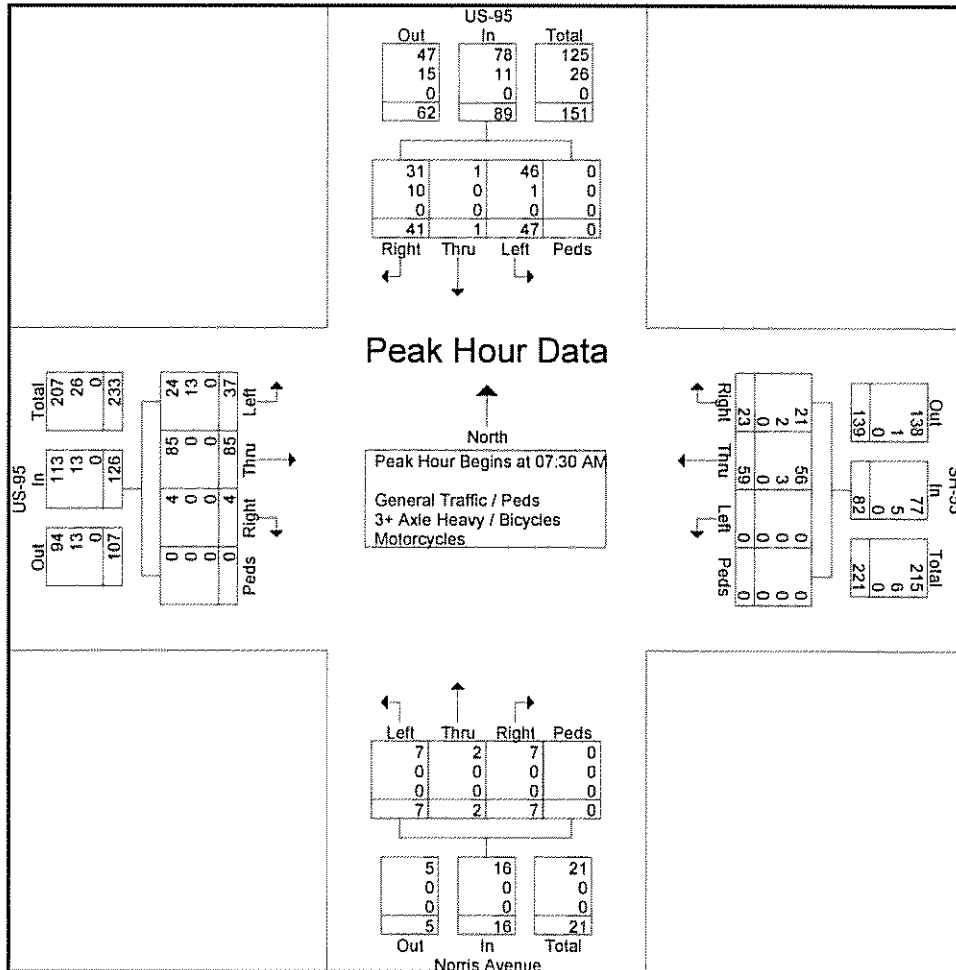 US-95
Out In Total
47 78 125
15 11 26
0 0 0
62 89 151
31 1 46 0
10 0 1 0
0 0 0 0
41 1 47 0
Right Thru Left Peds
Peak Hour Data
North
Peak Hour Begins at 07:30 AM
General Traffic / Peds
3+ Axle Heavy / Bicycles
Motorcycles
US-95
Out In Total
94 113 207
13 13 26
0 0 0
107 126 233
Peds Right Thru Left
0 4 85 24
0 0 0 13
0 0 0 0
0 4 85 37
Out In Total
138 77 215
1 5 6
0 0 0
139 82 221
21 56 0 0
2 3 0 0
0 0 0 0
23 59 0 0
Right Thru Left Peds
Left Thru Right Peds
7 2 7 0
0 0 0 0
0 0 0 0
7 2 7 0
5 16 21
0 0 0
0 0 0
5 16 21
Out In Total
Norris Avenue